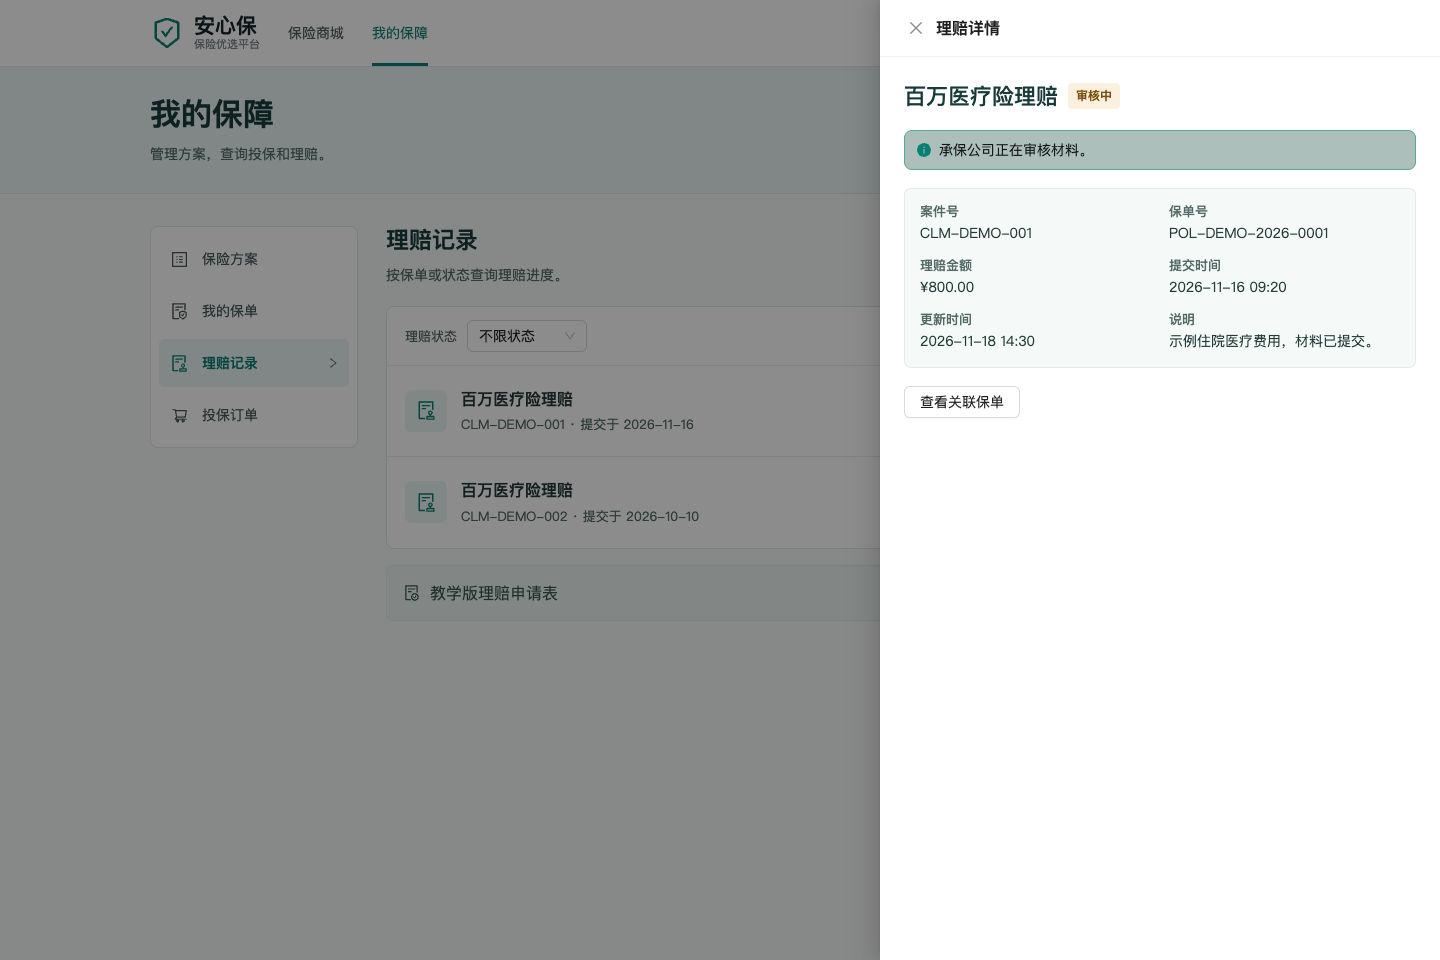 安心保
保险优选平台
保险商城
我的保障
我的保障
管理方案，查询投保和理赔。
保险方案
我的保单
理赔记录
投保订单
理赔记录
按保单或状态查询理赔进度。
理赔状态
不限状态
百万医疗险理赔
CLM-DEMO-001 · 提交于 2026-11-16
百万医疗险理赔
CLM-DEMO-002 · 提交于 2026-10-10
教学版理赔申请表
理赔详情
百万医疗险理赔 审核中
承保公司正在审核材料。
案件号
CLM-DEMO-001
保单号
POL-DEMO-2026-0001
理赔金额
¥800.00
提交时间
2026-11-16 09:20
更新时间
2026-11-18 14:30
说明
示例住院医疗费用，材料已提交。
查看关联保单